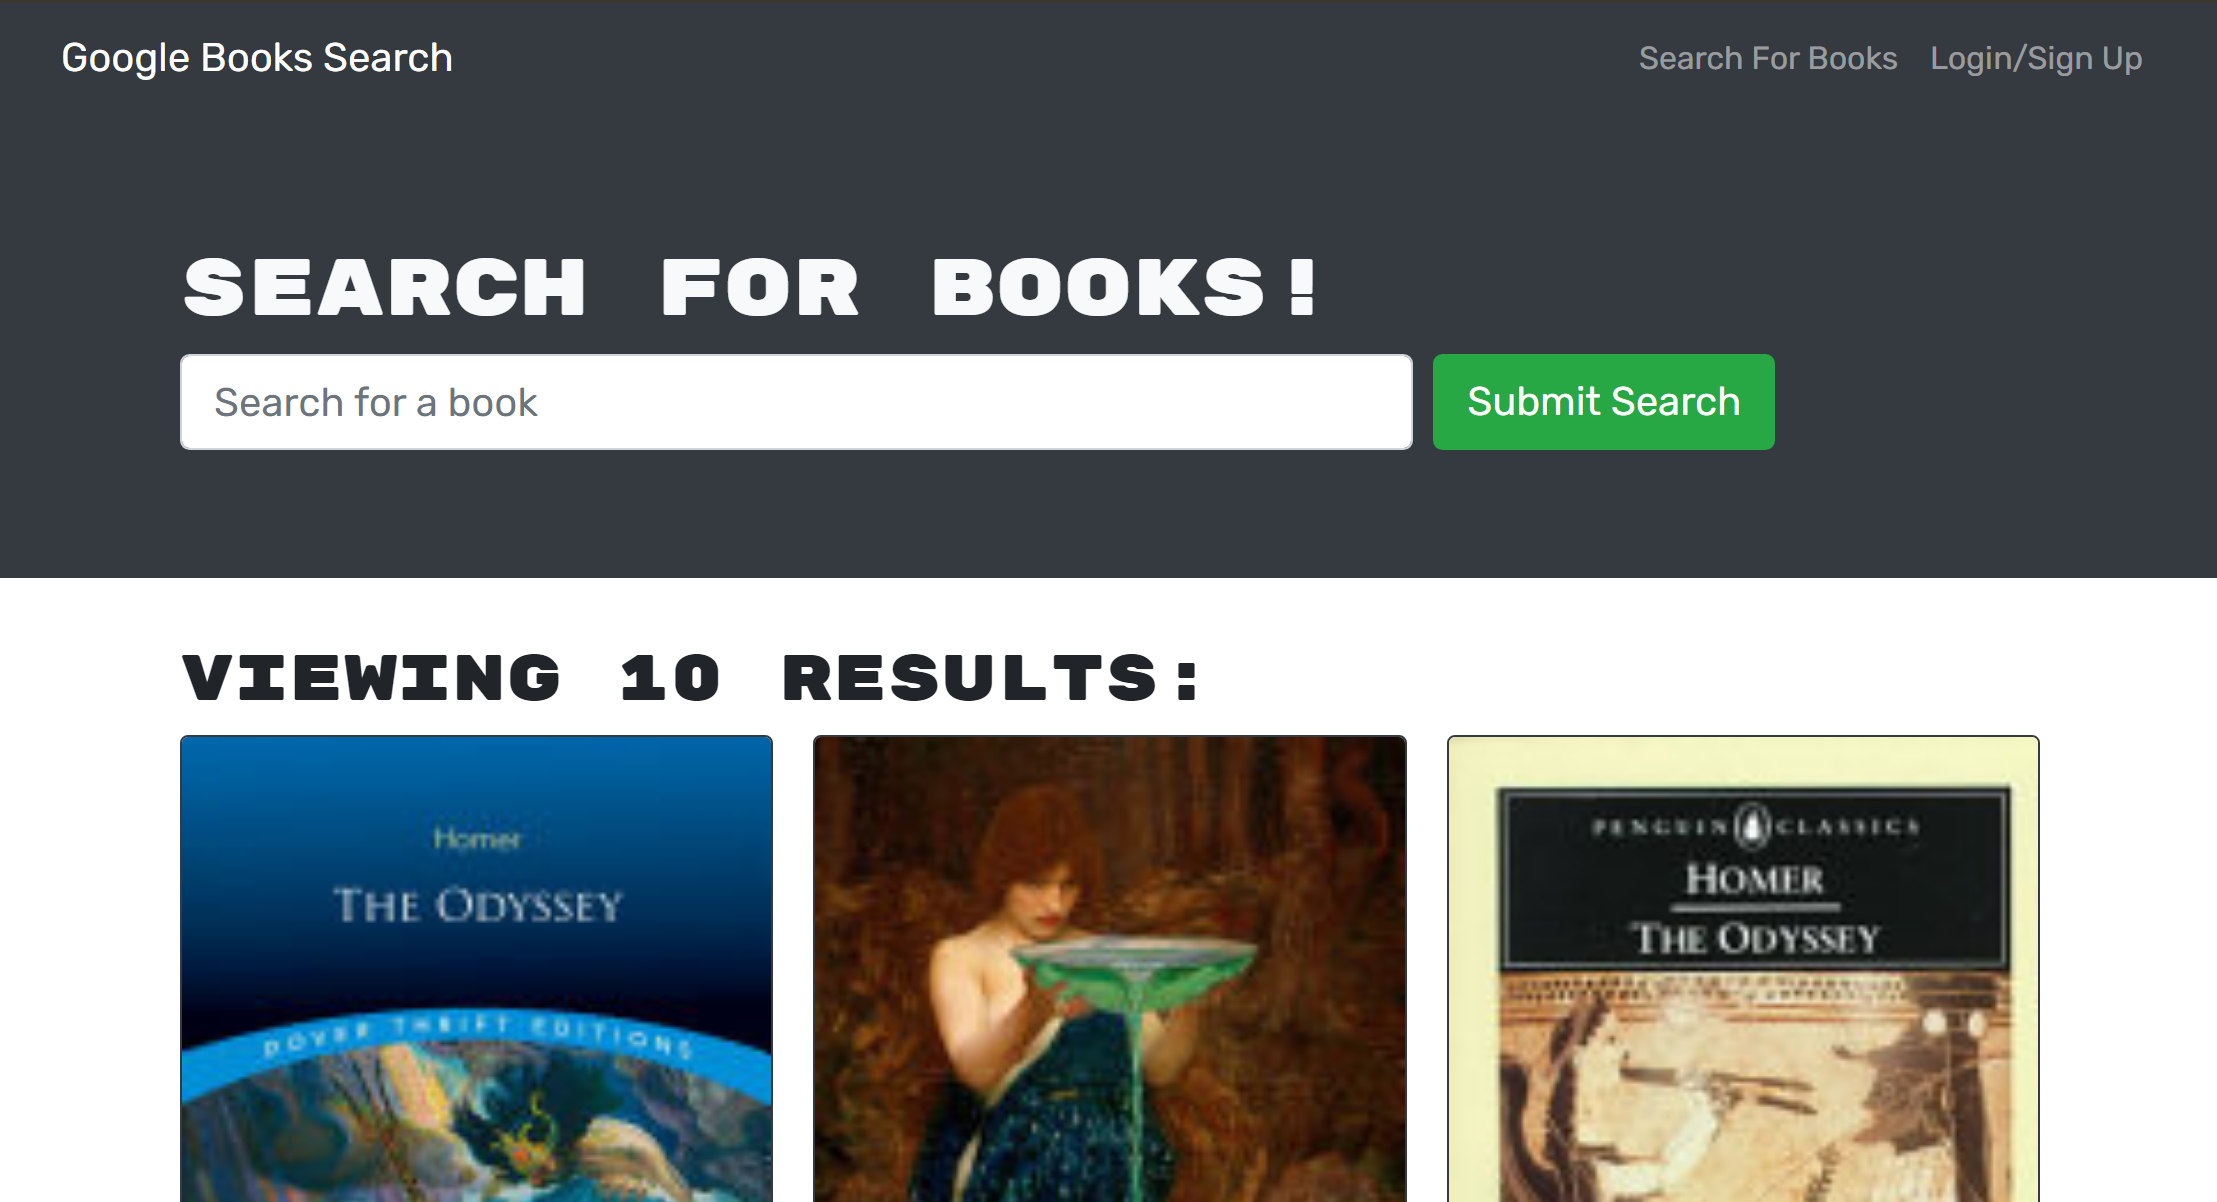 Google Books Search
Search For Books Login/Sign Up
SEARCH FOR BOOKS!
Search for a book
Submit Search
VIEWING 10 RESULTS:
Homer
THE ODYSSEY
DOVER THRIFT EDITIONS
PENGUIN CLASSICS
HOMER
THE ODYSSEY